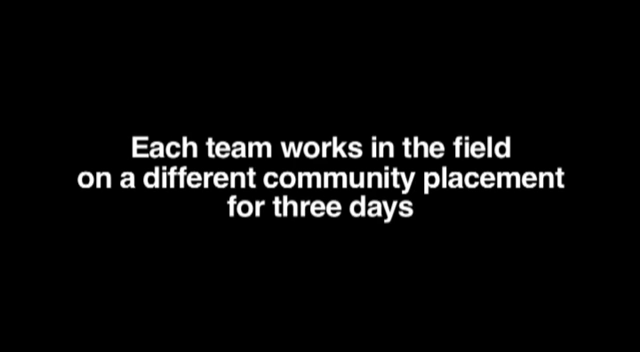 Each team works in the field
on a different community placement
for three days